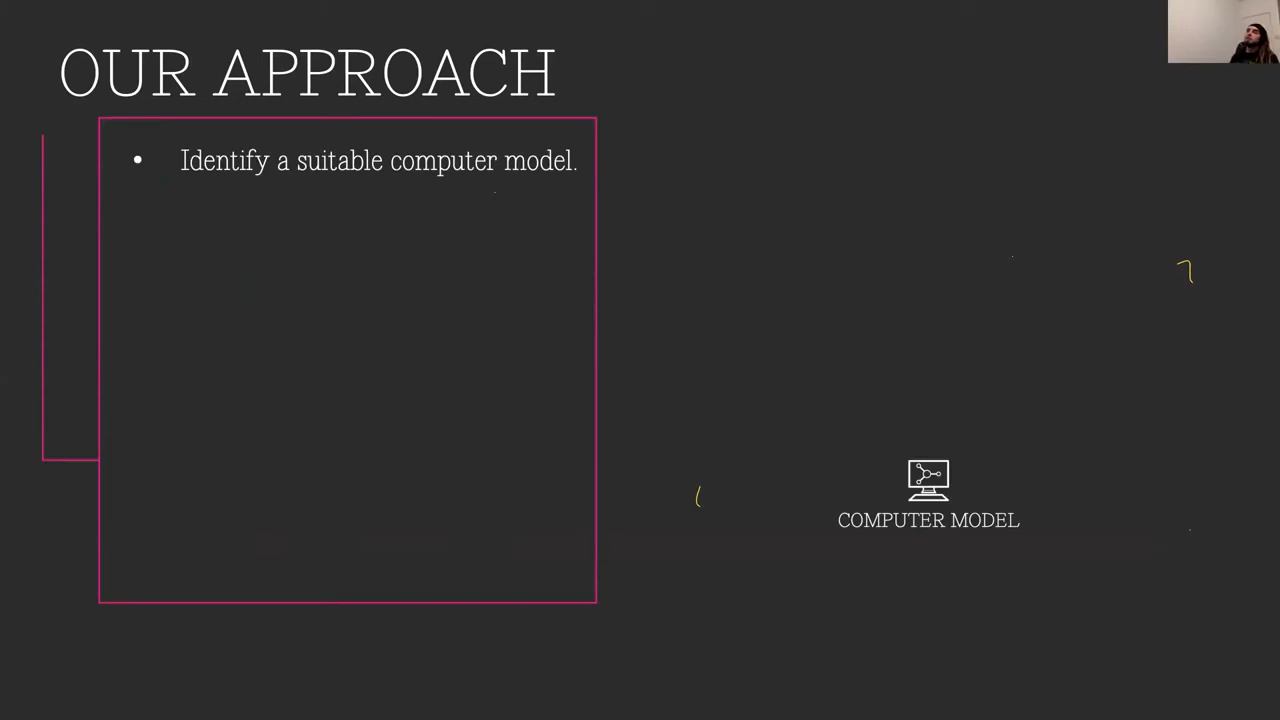 OUR APPROACH
• Identify a suitable computer model.
COMPUTER MODEL